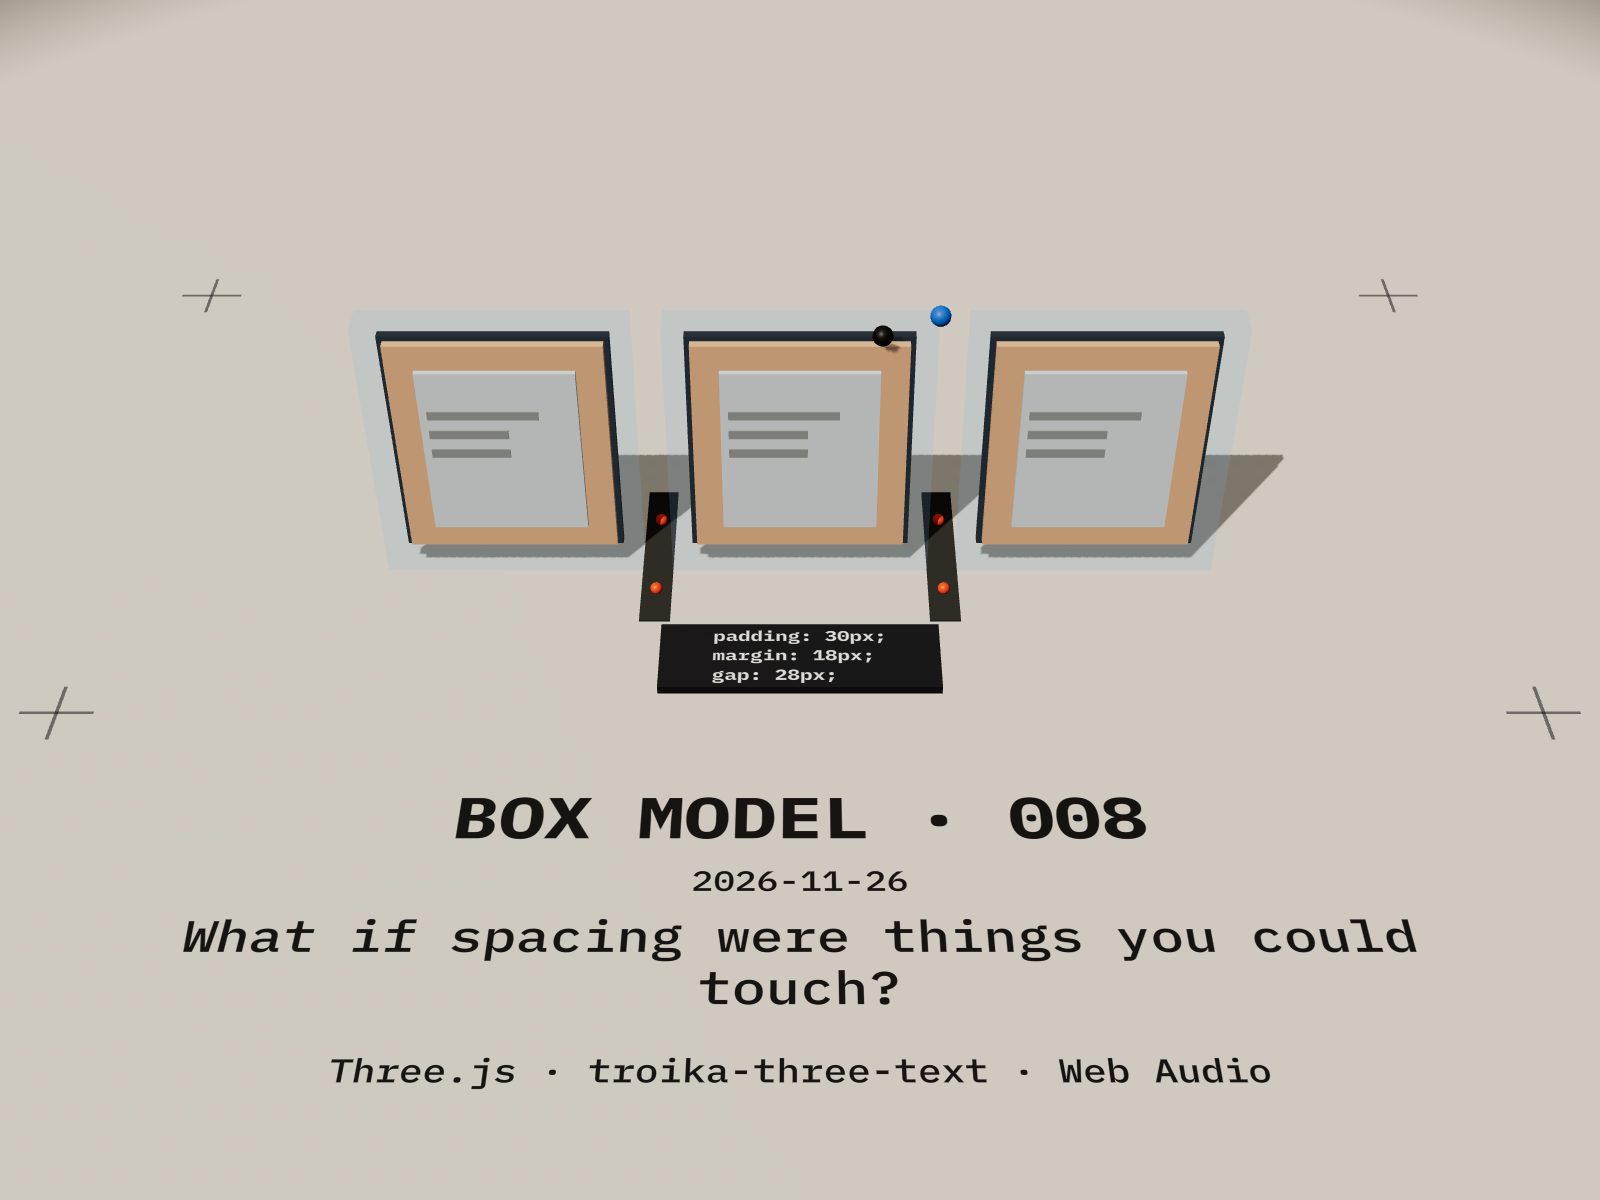 padding: 30px;
margin: 18px;
gap: 28px;
BOX MODEL · 008
2026-11-26
What if spacing were things you could
touch?
Three.js · troika-three-text · Web Audio